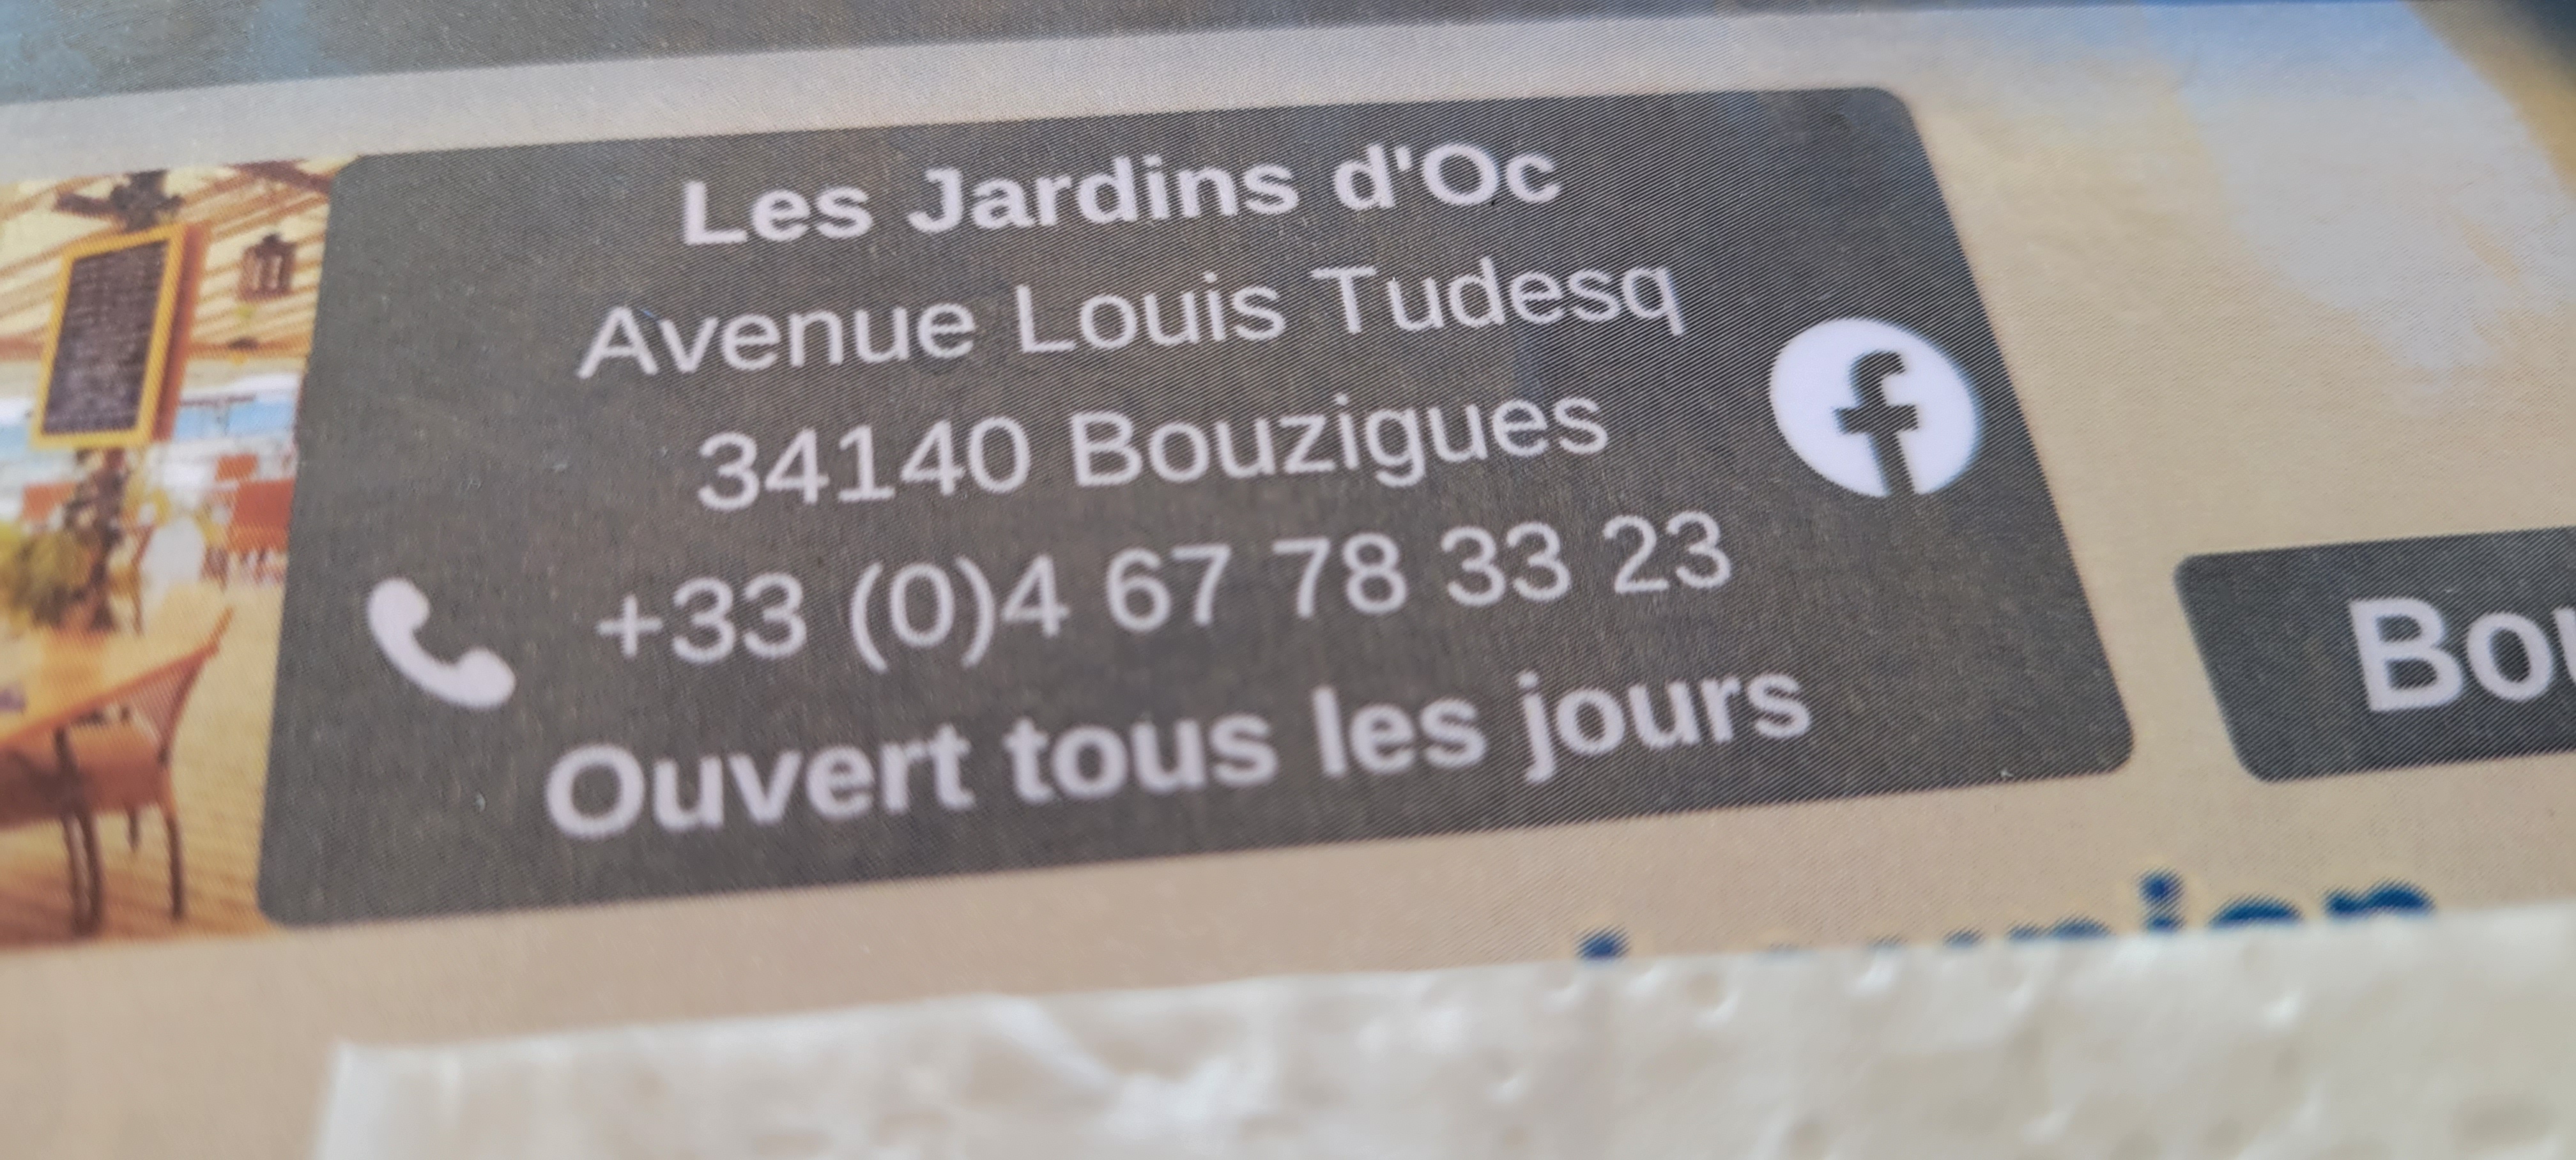 Les Jardins d'Oc
Avenue Louis Tudesq
34140 Bouzigues
+33 (0)4 67 78 33 23
Ouvert tous les jours